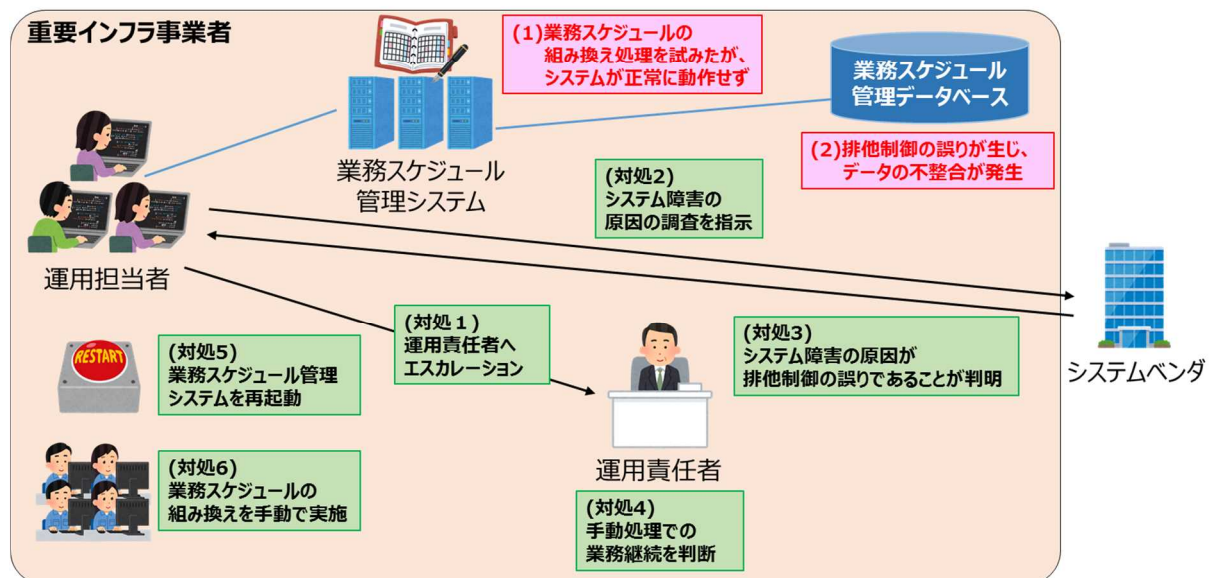 重要インフラ事業者
(1)業務スケジュールの
組み換え処理を試みたが、
システムが正常に動作せず
業務スケジュール
管理データベース
(2)排他制御の誤りが生じ、
データの不整合が発生
業務スケジュール
管理システム
(対処2)
システム障害の
原因の調査を指示
運用担当者
(対処１)
運用責任者へ
エスカレーション
(対処3)
システム障害の原因が
排他制御の誤りであることが判明
システムベンダ
RESTART
(対処5)
業務スケジュール管理
システムを再起動
運用責任者
(対処6)
業務スケジュールの
組み換えを手動で実施
(対処4)
手動処理での
業務継続を判断